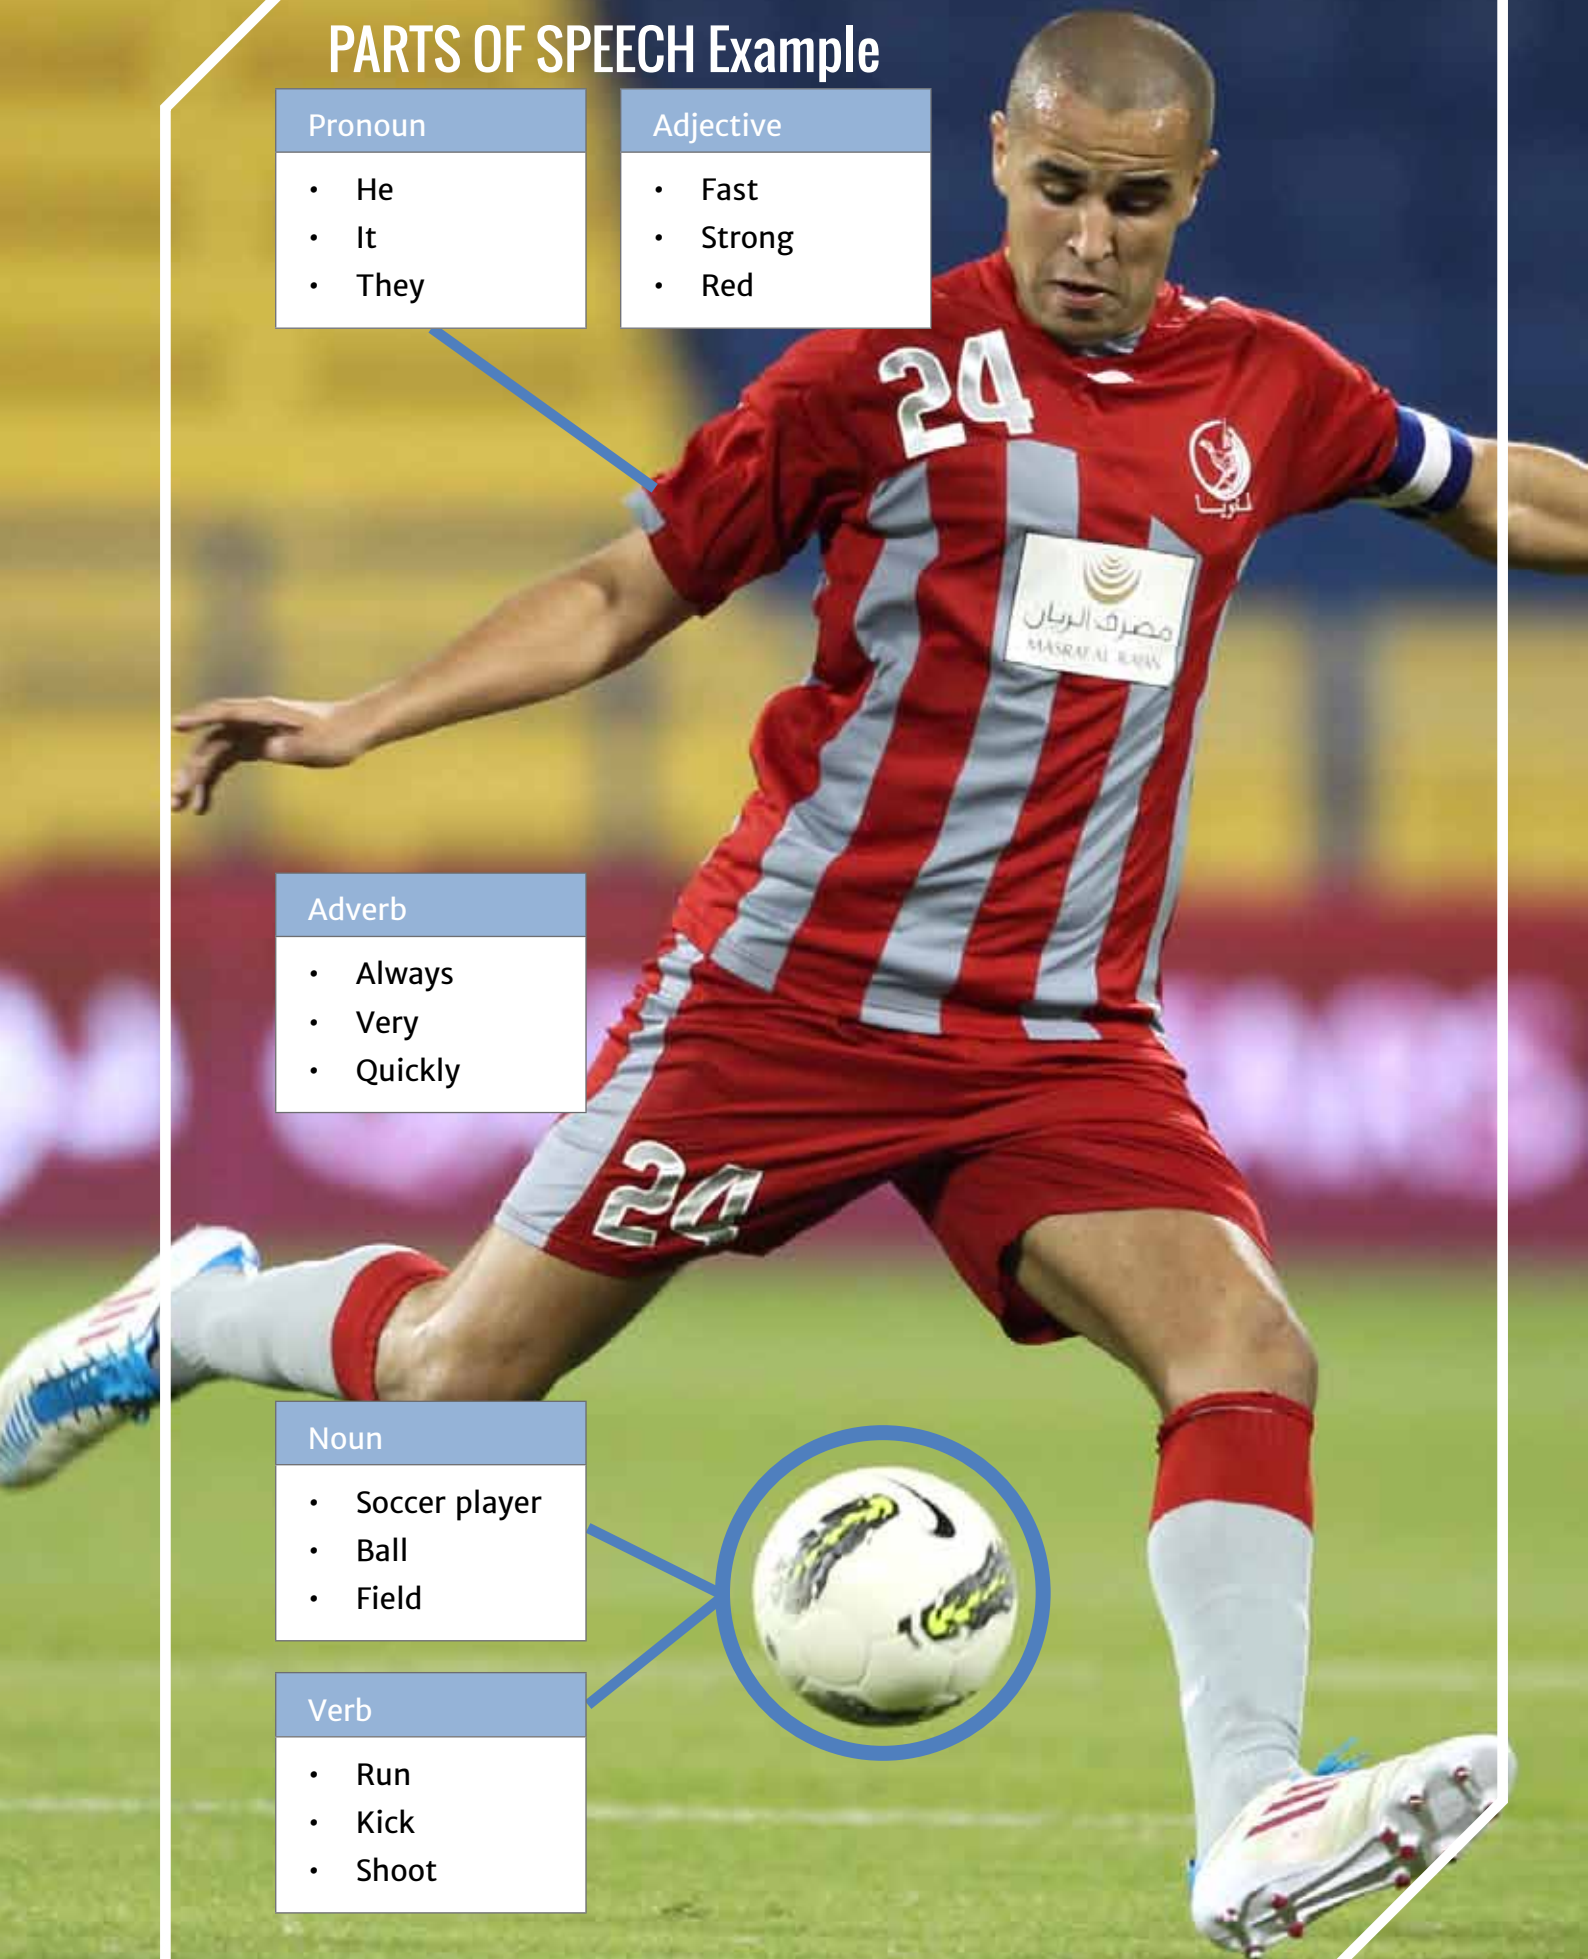 PARTS OF SPEECH Example
Pronoun
• He
• It
• They
Adjective
• Fast
• Strong
• Red
24
لخويا
مصرف الريان
MASRAF AL RAYAN
Adverb
• Always
• Very
• Quickly
24
Noun
• Soccer player
• Ball
• Field
Verb
• Run
• Kick
• Shoot